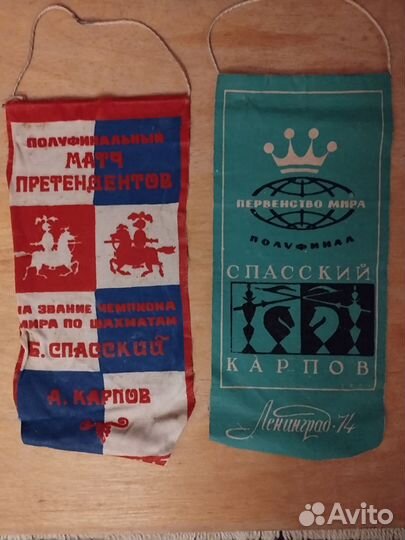 ПОЛУФИНАЛЬНЫЙ
МАТЧ
ПРЕТЕНДЕНТОВ
НА ЗВАНИЕ ЧЕМПИОНА
МИРА ПО ШАХМАТАМ
Б. СПАССКИЙ
А. КАРПОВ
ПЕРВЕНСТВО МИРА
ПОЛУФИНАЛ
СПАССКИЙ
КАРПОВ
Ленинград-74
Avito